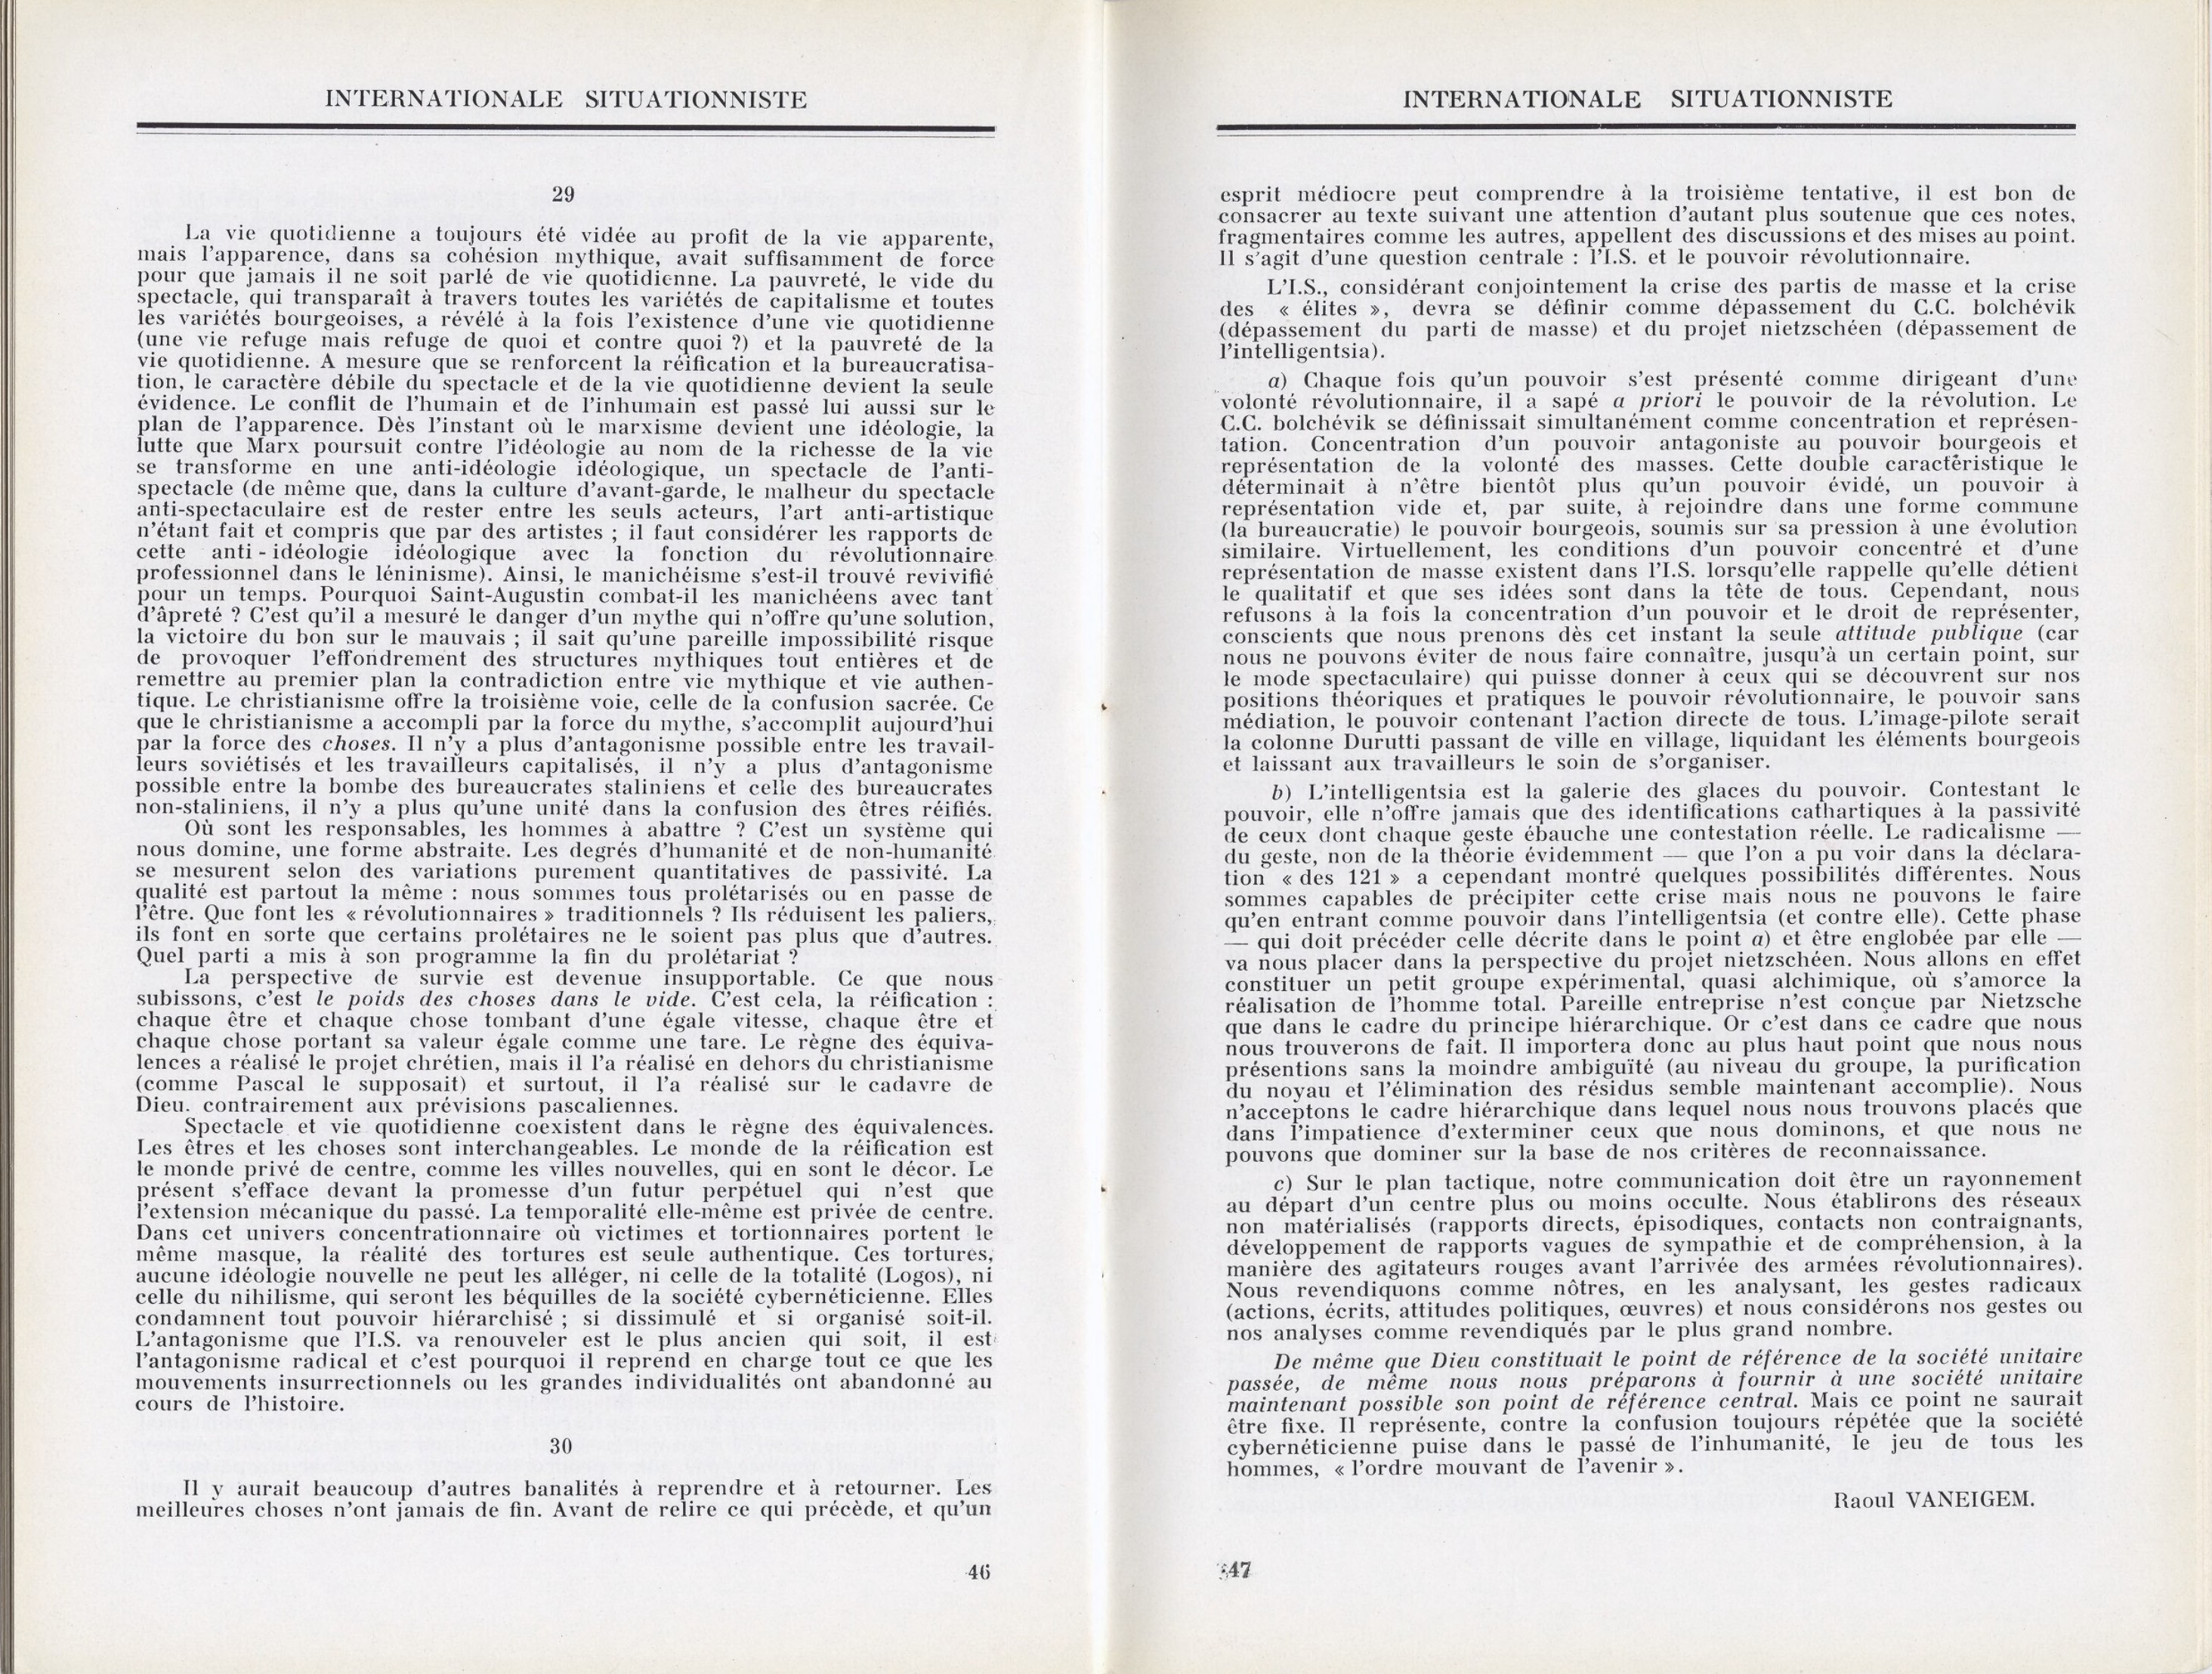 INTERNATIONALE SITUATIONNISTE
29
La vie quotidienne a toujours été vidée au profit de la vie apparente,
mais l'apparence, dans sa cohésion mythique, avait suffisamment de force
pour que jamais il ne soit parlé de vie quotidienne. La pauvreté, le vide du
spectacle, qui transparaît à travers toutes les variétés de capitalisme et toutes
les variétés bourgeoises, a révélé à la fois l'existence d'une vie quotidienne
(une vie refuge mais refuge de quoi et contre quoi ?) et la pauvreté de la
vie quotidienne. A mesure que se renforcent la réification et la bureaucratisa-
tion, le caractère débile du spectacle et de la vie quotidienne devient la seule
évidence. Le conflit de l'humain et de l'inhumain est passé lui aussi sur le
plan de l'apparence. Dès l'instant où le marxisme devient une idéologie, la
lutte que Marx poursuit contre l'idéologie au nom de la richesse de la vie
se transforme en une anti-idéologie idéologique, un spectacle de l'anti-
spectacle (de même que, dans la culture d'avant-garde, le malheur du spectacle
anti-spectaculaire est de rester entre les seuls acteurs, l'art anti-artistique
n'étant fait et compris que par des artistes ; il faut considérer les rapports de
cette anti - idéologie idéologique avec la fonction du révolutionnaire
professionnel dans le léninisme). Ainsi, le manichéisme s'est-il trouvé revivifié
pour un temps. Pourquoi Saint-Augustin combat-il les manichéens avec tant
d'âpreté ? C'est qu'il a mesuré le danger d'un mythe qui n'offre qu'une solution,
la victoire du bon sur le mauvais ; il sait qu'une pareille impossibilité risque
de provoquer l'effondrement des structures mythiques tout entières et de
remettre au premier plan la contradiction entre vie mythique et vie authen-
tique. Le christianisme offre la troisième voie, celle de la confusion sacrée. Ce
que le christianisme a accompli par la force du mythe, s'accomplit aujourd'hui
par la force des choses. Il n'y a plus d'antagonisme possible entre les travail-
leurs soviétisés et les travailleurs capitalisés, il n'y a plus d'antagonisme
possible entre la bombe des bureaucrates staliniens et celle des bureaucrates
non-staliniens, il n'y a plus qu'une unité dans la confusion des êtres réifiés.
Où sont les responsables, les hommes à abattre ? C'est un système qui
nous domine, une forme abstraite. Les degrés d'humanité et de non-humanité
se mesurent selon des variations purement quantitatives de passivité. La
qualité est partout la même : nous sommes tous prolétarisés ou en passe de
l'être. Que font les « révolutionnaires » traditionnels ? Ils réduisent les paliers,
ils font en sorte que certains prolétaires ne le soient pas plus que d'autres.
Quel parti a mis à son programme la fin du prolétariat ?
La perspective de survie est devenue insupportable. Ce que nous
subissons, c'est le poids des choses dans le vide. C'est cela, la réification :
chaque être et chaque chose tombant d'une égale vitesse, chaque être et
chaque chose portant sa valeur égale comme une tare. Le règne des équiva-
lences a réalisé le projet chrétien, mais il l'a réalisé en dehors du christianisme
(comme Pascal le supposait) et surtout, il l'a réalisé sur le cadavre de
Dieu. contrairement aux prévisions pascaliennes.
Spectacle et vie quotidienne coexistent dans le règne des équivalences.
Les êtres et les choses sont interchangeables. Le monde de la réification est
le monde privé de centre, comme les villes nouvelles, qui en sont le décor. Le
présent s'efface devant la promesse d'un futur perpétuel qui n'est que
l'extension mécanique du passé. La temporalité elle-même est privée de centre.
Dans cet univers concentrationnaire où victimes et tortionnaires portent le
même masque, la réalité des tortures est seule authentique. Ces tortures,
aucune idéologie nouvelle ne peut les alléger, ni celle de la totalité (Logos), ni
celle du nihilisme, qui seront les béquilles de la société cybernéticienne. Elles
condamnent tout pouvoir hiérarchisé ; si dissimulé et si organisé soit-il.
L'antagonisme que l'I.S. va renouveler est le plus ancien qui soit, il est
l'antagonisme radical et c'est pourquoi il reprend en charge tout ce que les
mouvements insurrectionnels ou les grandes individualités ont abandonné au
cours de l'histoire.
30
Il y aurait beaucoup d'autres banalités à reprendre et à retourner. Les
meilleures choses n'ont jamais de fin. Avant de relire ce qui précède, et qu'un
46
INTERNATIONALE SITUATIONNISTE
esprit médiocre peut comprendre à la troisième tentative, il est bon de
consacrer au texte suivant une attention d'autant plus soutenue que ces notes,
fragmentaires comme les autres, appellent des discussions et des mises au point.
Il s'agit d'une question centrale : l'I.S. et le pouvoir révolutionnaire.
L'I.S., considérant conjointement la crise des partis de masse et la crise
des « élites », devra se définir comme dépassement du C.C. bolchévik
(dépassement du parti de masse) et du projet nietzschéen (dépassement de
l'intelligentsia).
a) Chaque fois qu'un pouvoir s'est présenté comme dirigeant d'une
volonté révolutionnaire, il a sapé a priori le pouvoir de la révolution. Le
C.C. bolchévik se définissait simultanément comme concentration et représen-
tation. Concentration d'un pouvoir antagoniste au pouvoir bourgeois et
représentation de la volonté des masses. Cette double caractéristique le
déterminait à n'être bientôt plus qu'un pouvoir évidé, un pouvoir à
représentation vide et, par suite, à rejoindre dans une forme commune
(la bureaucratie) le pouvoir bourgeois, soumis sur sa pression à une évolution
similaire. Virtuellement, les conditions d'un pouvoir concentré et d'une
représentation de masse existent dans l'I.S. lorsqu'elle rappelle qu'elle détient
le qualitatif et que ses idées sont dans la tête de tous. Cependant, nous
refusons à la fois la concentration d'un pouvoir et le droit de représenter,
conscients que nous prenons dès cet instant la seule attitude publique (car
nous ne pouvons éviter de nous faire connaître, jusqu'à un certain point, sur
le mode spectaculaire) qui puisse donner à ceux qui se découvrent sur nos
positions théoriques et pratiques le pouvoir révolutionnaire, le pouvoir sans
médiation, le pouvoir contenant l'action directe de tous. L'image-pilote serait
la colonne Durutti passant de ville en village, liquidant les éléments bourgeois
et laissant aux travailleurs le soin de s'organiser.
b) L'intelligentsia est la galerie des glaces du pouvoir. Contestant le
pouvoir, elle n'offre jamais que des identifications cathartiques à la passivité
de ceux dont chaque geste ébauche une contestation réelle. Le radicalisme —
du geste, non de la théorie évidemment — que l'on a pu voir dans la déclara-
tion « des 121 » a cependant montré quelques possibilités différentes. Nous
sommes capables de précipiter cette crise mais nous ne pouvons le faire
qu'en entrant comme pouvoir dans l'intelligentsia (et contre elle). Cette phase
— qui doit précéder celle décrite dans le point a) et être englobée par elle —
va nous placer dans la perspective du projet nietzschéen. Nous allons en effet
constituer un petit groupe expérimental, quasi alchimique, où s'amorce la
réalisation de l'homme total. Pareille entreprise n'est conçue par Nietzsche
que dans le cadre du principe hiérarchique. Or c'est dans ce cadre que nous
nous trouverons de fait. Il importera donc au plus haut point que nous nous
présentions sans la moindre ambiguïté (au niveau du groupe, la purification
du noyau et l'élimination des résidus semble maintenant accomplie). Nous
n'acceptons le cadre hiérarchique dans lequel nous nous trouvons placés que
dans l'impatience d'exterminer ceux que nous dominons, et que nous ne
pouvons que dominer sur la base de nos critères de reconnaissance.
c) Sur le plan tactique, notre communication doit être un rayonnement
au départ d'un centre plus ou moins occulte. Nous établirons des réseaux
non matérialisés (rapports directs, épisodiques, contacts non contraignants,
développement de rapports vagues de sympathie et de compréhension, à la
manière des agitateurs rouges avant l'arrivée des armées révolutionnaires).
Nous revendiquons comme nôtres, en les analysant, les gestes radicaux
(actions, écrits, attitudes politiques, œuvres) et nous considérons nos gestes ou
nos analyses comme revendiqués par le plus grand nombre.
De même que Dieu constituait le point de référence de la société unitaire
passée, de même nous nous préparons à fournir à une société unitaire
maintenant possible son point de référence central. Mais ce point ne saurait
être fixe. Il représente, contre la confusion toujours répétée que la société
cybernéticienne puise dans le passé de l'inhumanité, le jeu de tous les
hommes, « l'ordre mouvant de l'avenir ».
Raoul VANEIGEM.
47